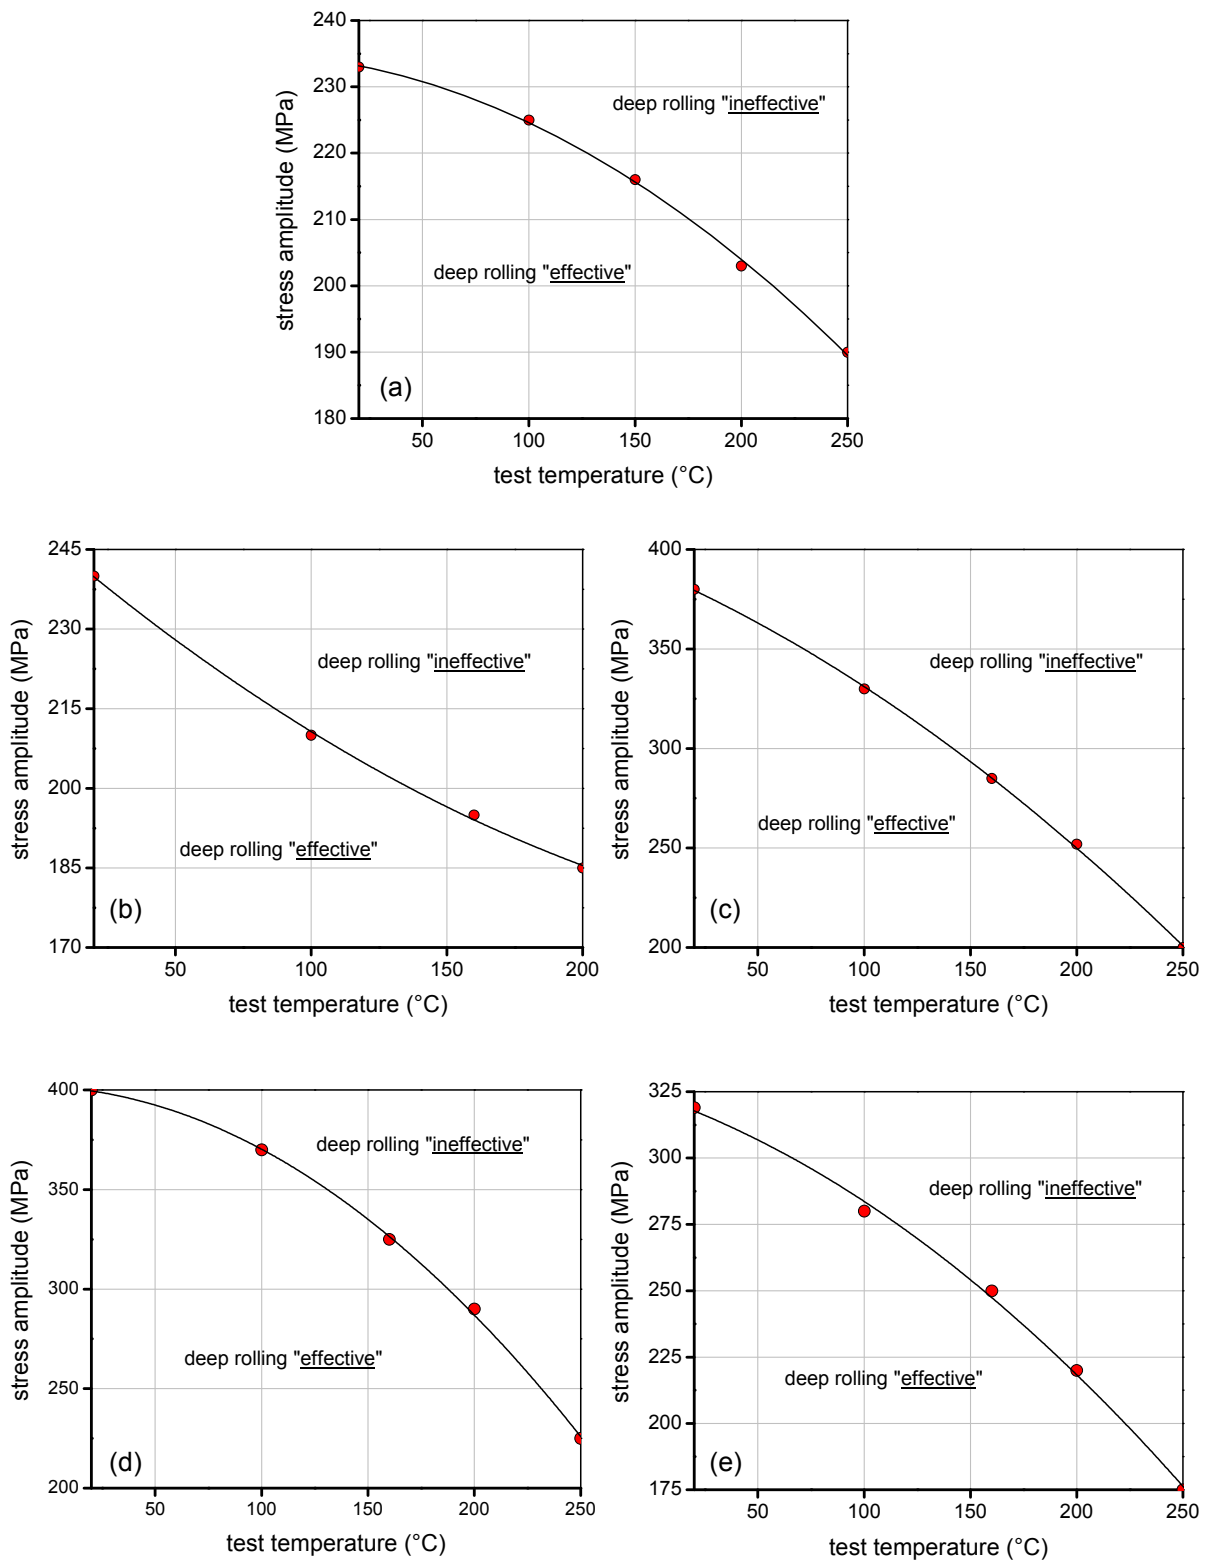 240
230
220
210
200
190
180
stress amplitude (MPa)
deep rolling "ineffective"
deep rolling "effective"
(a)
50 100 150 200 250
test temperature (°C)
245
230
215
200
185
170
stress amplitude (MPa)
deep rolling "ineffective"
deep rolling "effective"
(b)
50 100 150 200
test temperature (°C)
400
350
300
250
200
stress amplitude (MPa)
deep rolling "ineffective"
deep rolling "effective"
(c)
50 100 150 200 250
test temperature (°C)
400
350
300
250
200
stress amplitude (MPa)
deep rolling "ineffective"
deep rolling "effective"
(d)
50 100 150 200 250
test temperature (°C)
325
300
275
250
225
200
175
stress amplitude (MPa)
deep rolling "ineffective"
deep rolling "effective"
(e)
50 100 150 200 250
test temperature (°C)